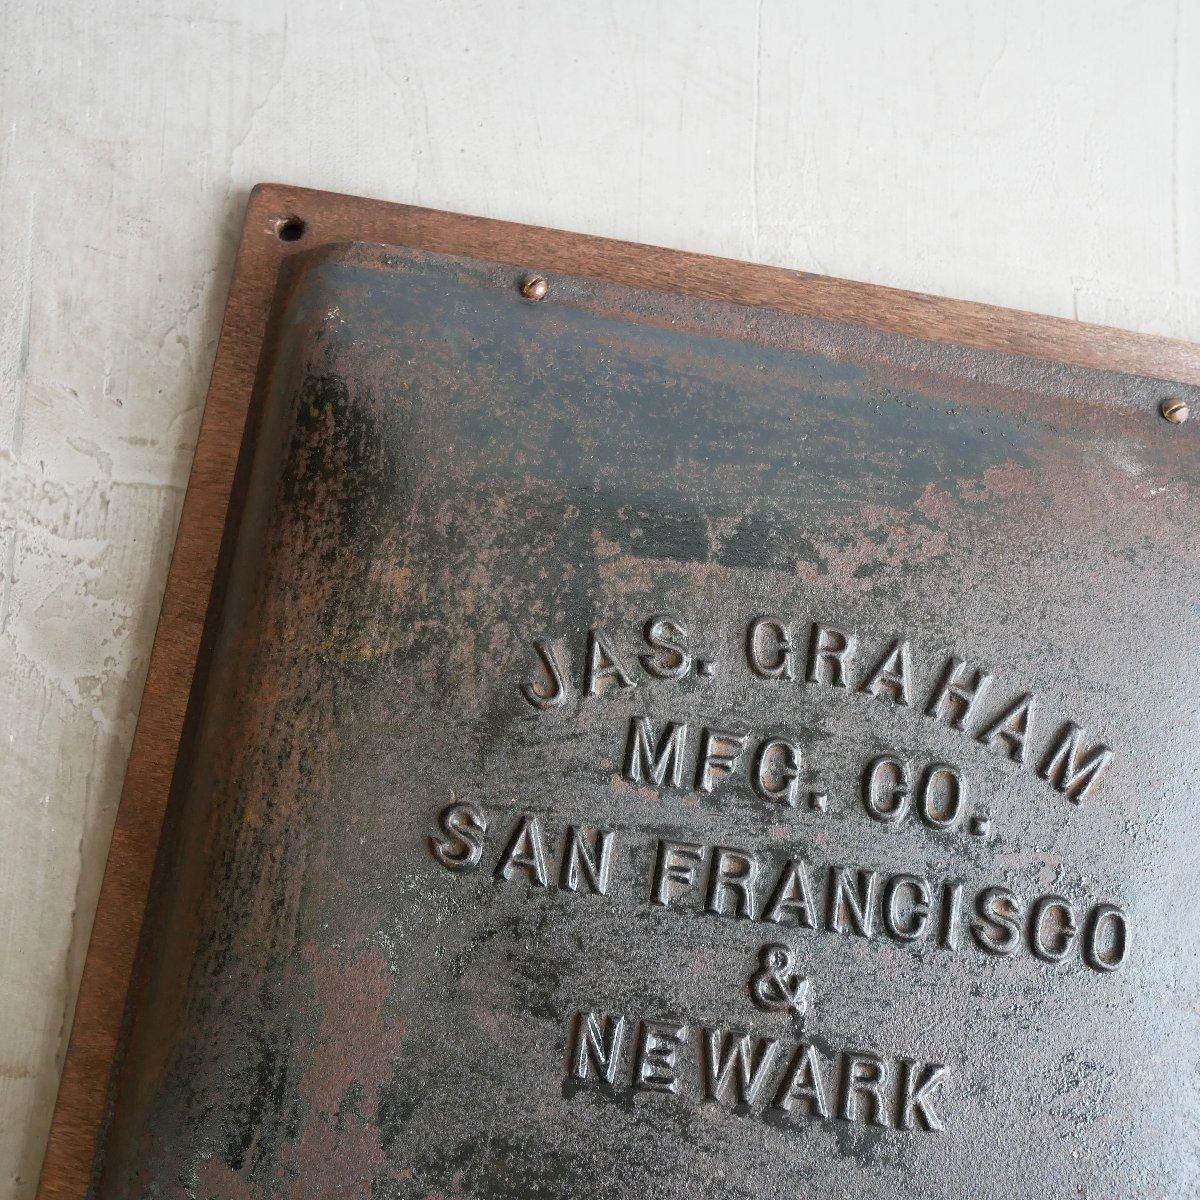 JAS. GRAHAM
MFG. CO.
SAN FRANCISCO
&
NEWARK